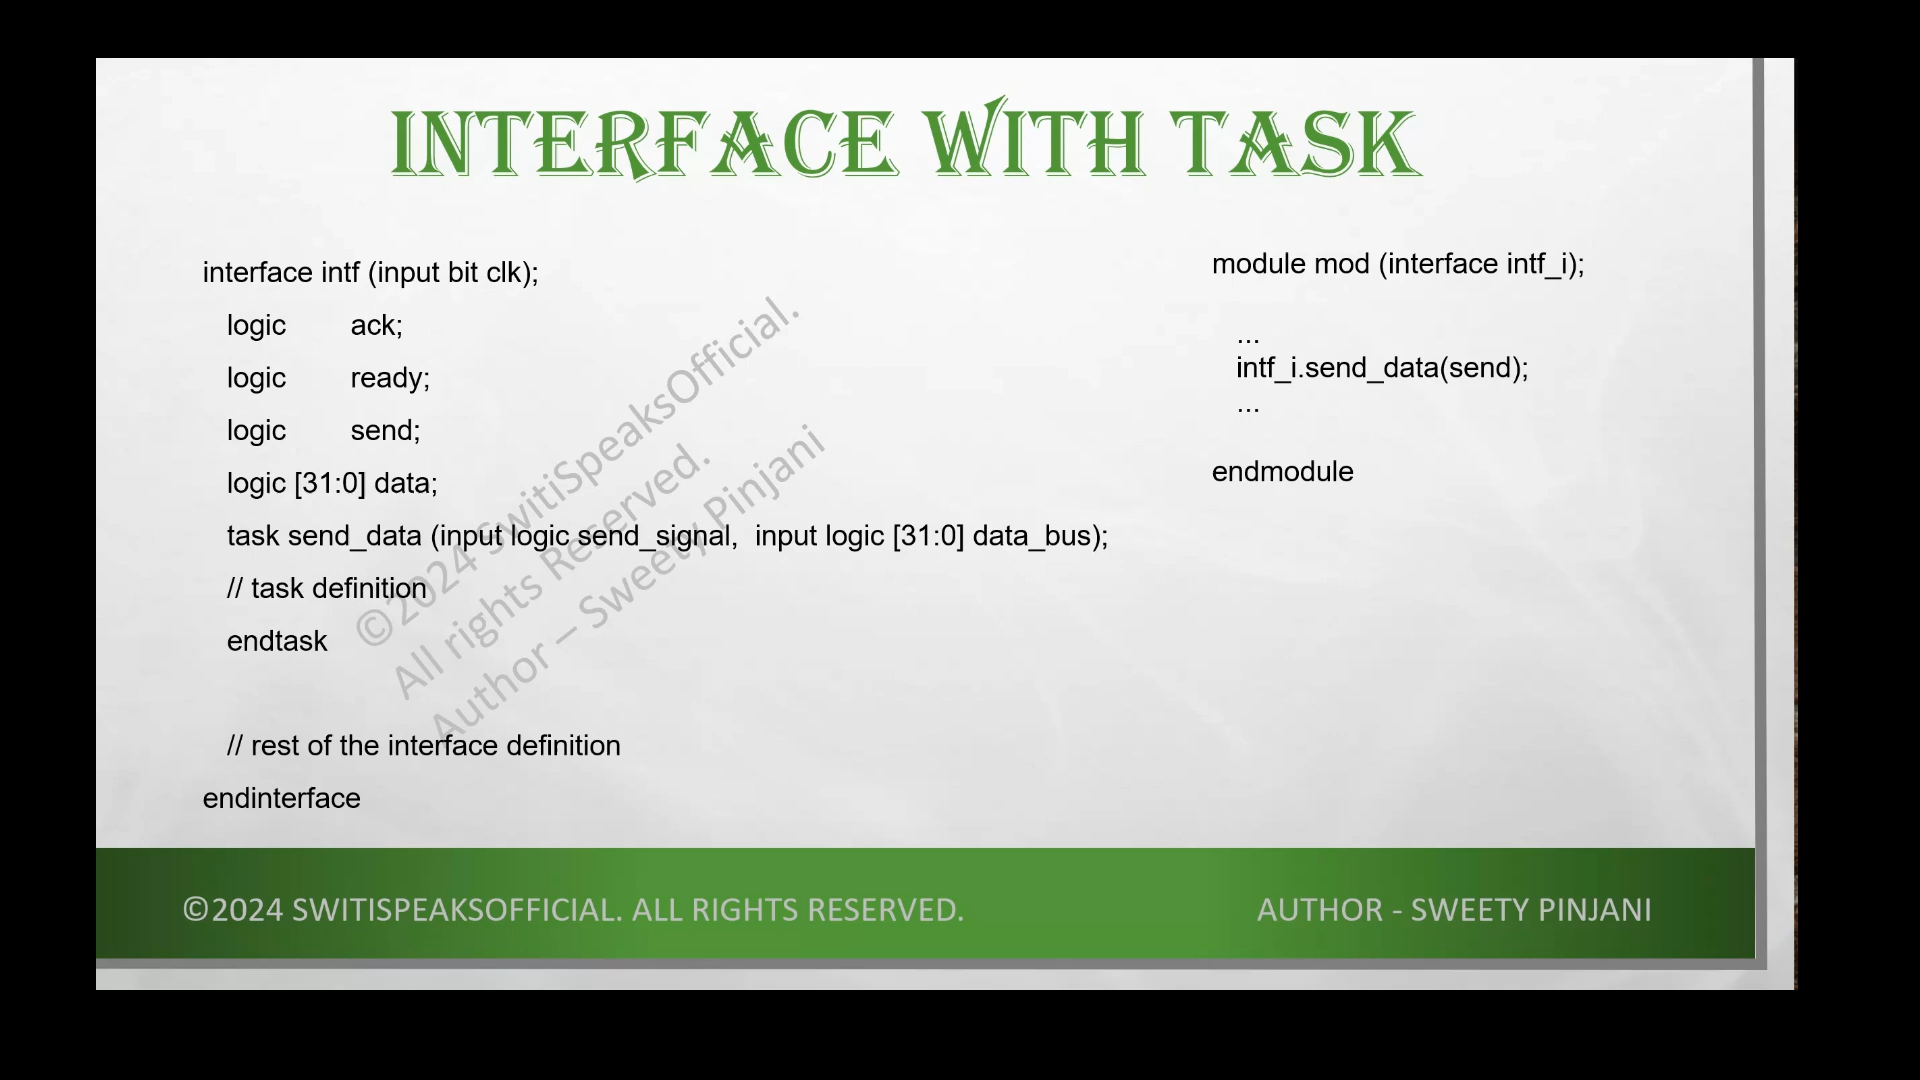 INTERFACE WITH TASK
interface intf (input bit clk);
logic ack;
logic ready;
logic send;
logic [31:0] data;
task send_data (input logic send_signal, input logic [31:0] data_bus);
// task definition
endtask
// rest of the interface definition
endinterface
module mod (interface intf_i);
...
intf_i.send_data(send);
...
endmodule
©2024 SwitiSpeaksOfficial.
All rights Reserved.
Author – Sweety Pinjani
©2024 SWITISPEAKSOFFICIAL. ALL RIGHTS RESERVED.
AUTHOR - SWEETY PINJANI